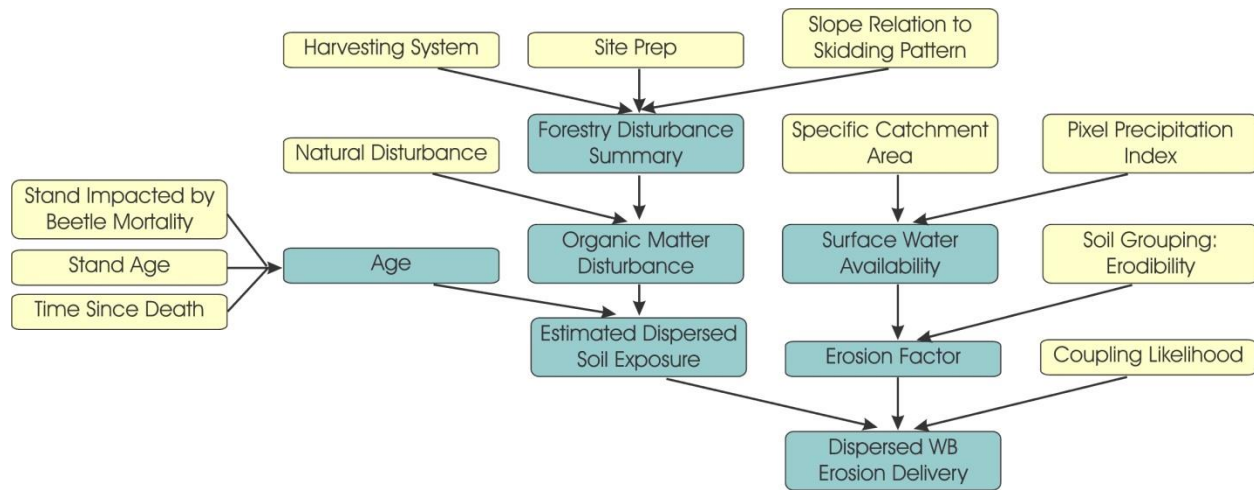 Harvesting System
Site Prep
Slope Relation to
Skidding Pattern
Forestry Disturbance
Summary
Specific Catchment
Area
Pixel Precipitation
Index
Natural Disturbance
Stand Impacted by
Beetle Mortality
Stand Age
Time Since Death
Age
Organic Matter
Disturbance
Surface Water
Availability
Soil Grouping:
Erodibility
Estimated Dispersed
Soil Exposure
Erosion Factor
Coupling Likelihood
Dispersed WB
Erosion Delivery